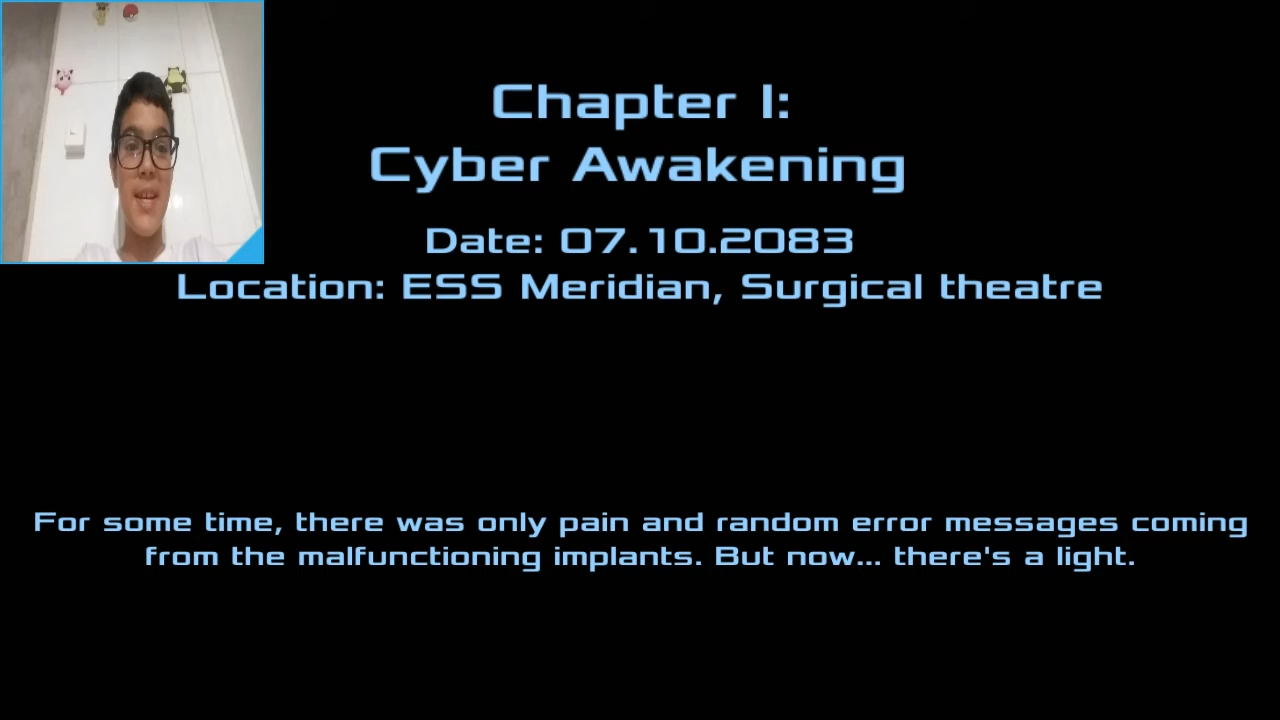 Chapter I:
Cyber Awakening
Date: 07.10.2083
Location: ESS Meridian, Surgical theatre
For some time, there was only pain and random error messages coming
from the malfunctioning implants. But now... there's a light.